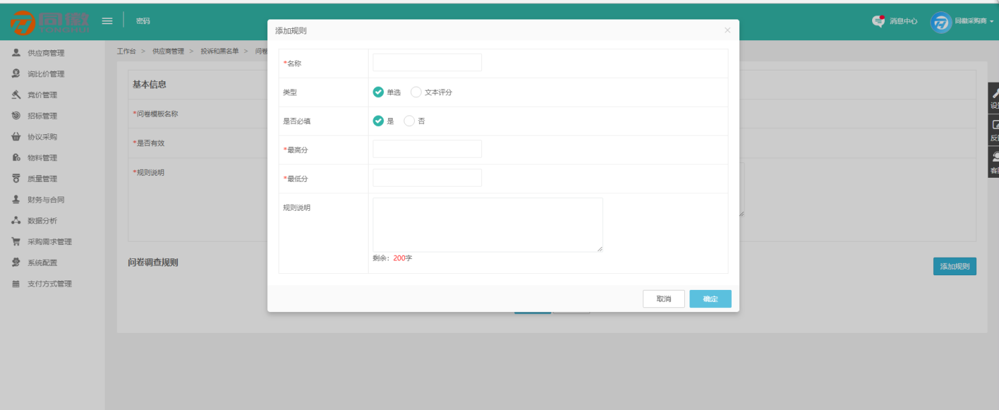 同徽
密码
消息中心
同徽采购商
供应商管理
询比价管理
竞价管理
招标管理
协议采购
物料管理
质量管理
财务与合同
数据分析
采购需求管理
系统配置
支付方式管理
工作台 > 供应商管理 > 投诉和黑名单 > 问卷
基本信息
*问卷模板名称
*是否有效
*规则说明
问卷调查规则
添加规则
添加规则
*名称
类型
单选
文本评分
是否必填
是
否
*最高分
*最低分
规则说明
剩余：200字
取消
确定